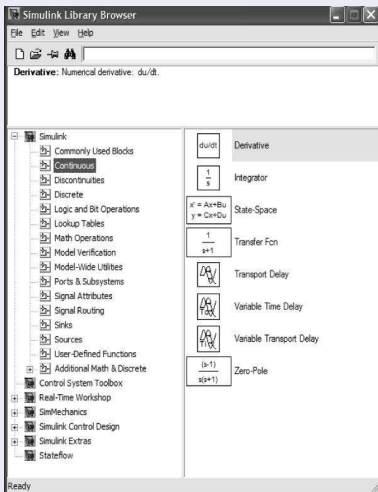 Simulink Library Browser
File Edit View Help
Derivative: Numerical derivative: du/dt.
Simulink
Commonly Used Blocks
Continuous
Discontinuities
Discrete
Logic and Bit Operations
Lookup Tables
Math Operations
Model Verification
Model-Wide Utilities
Ports & Subsystems
Signal Attributes
Signal Routing
Sinks
Sources
User-Defined Functions
Additional Math & Discrete
Control System Toolbox
Real-Time Workshop
SimMechanics
Simulink Control Design
Simulink Extras
Stateflow
du/dt Derivative
1
s Integrator
x' = Ax+Bu
y = Cx+Du State-Space
1
s+1 Transfer Fcn
Transport Delay
Variable Time Delay
Variable Transport Delay
(s-1)
s(s+1) Zero-Pole
Ready